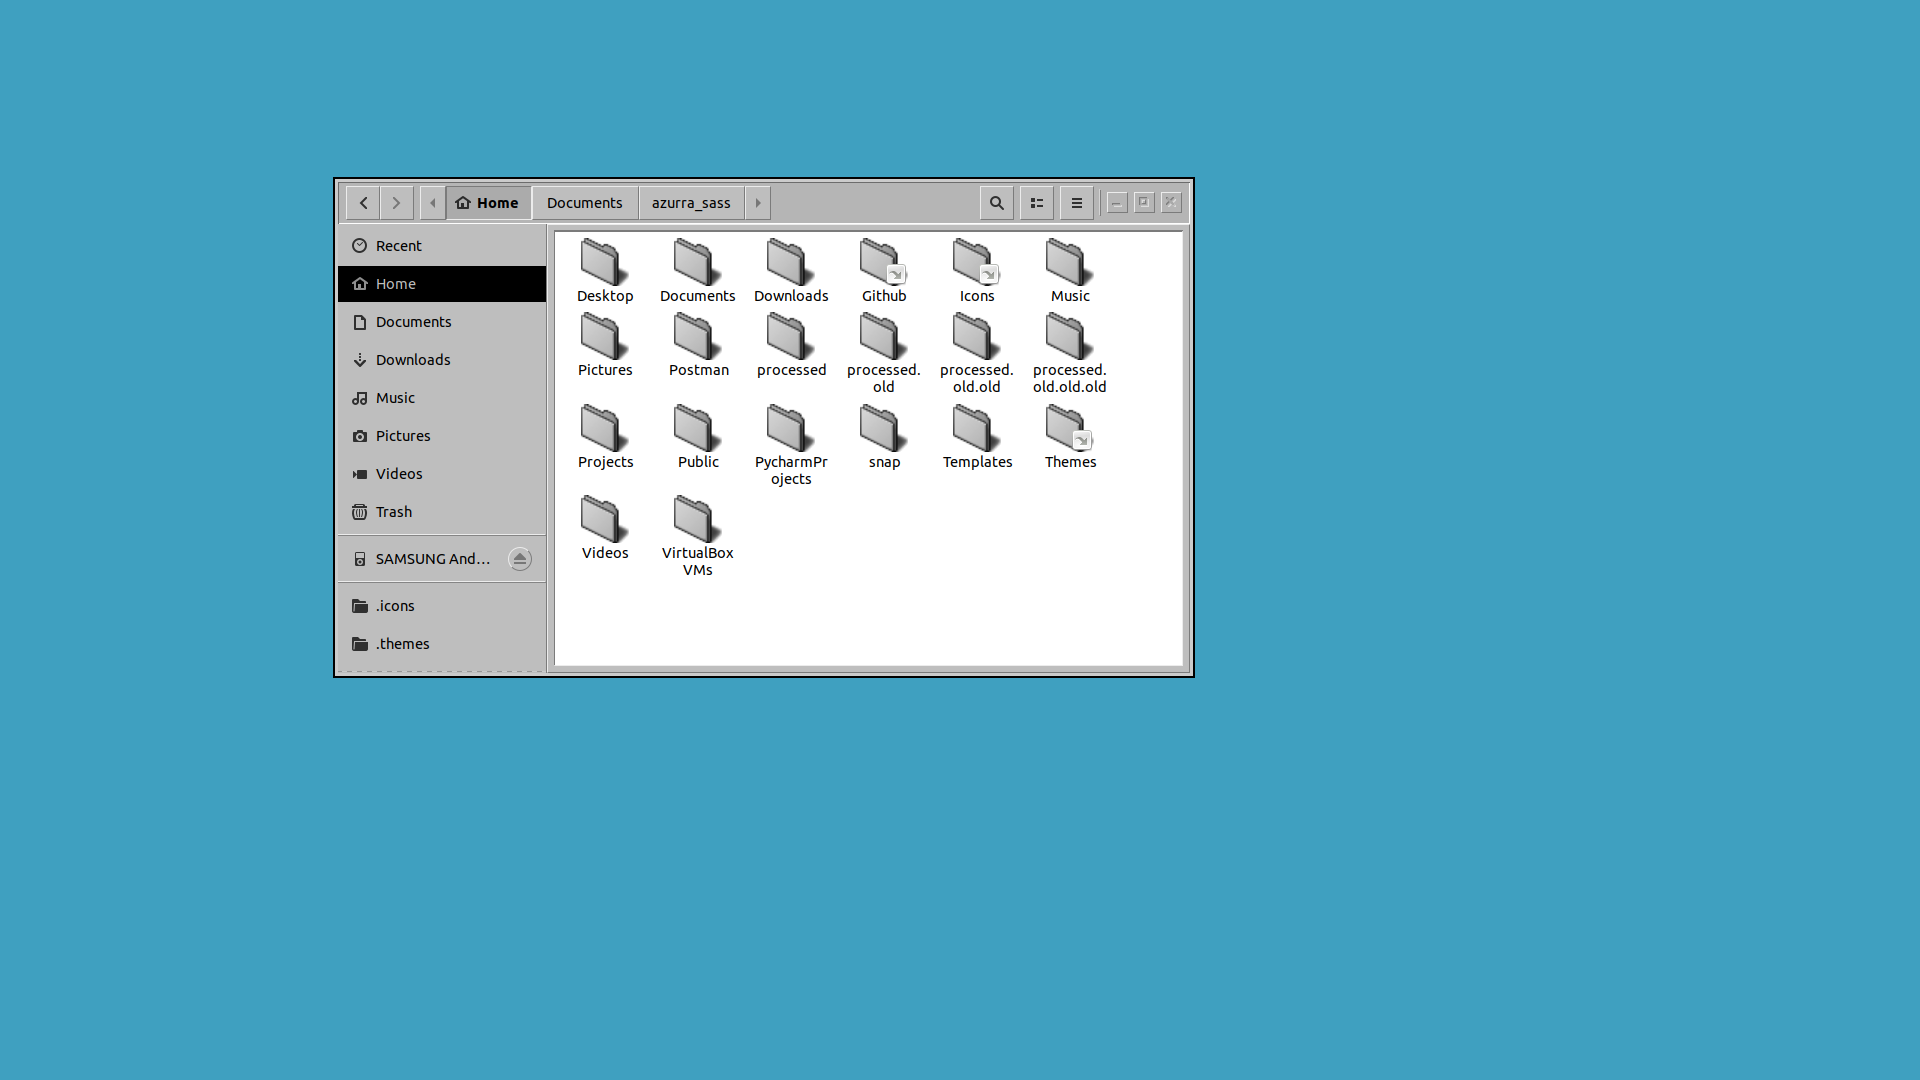 Home Documents azurra_sass
Recent
Home
Documents
Downloads
Music
Pictures
Videos
Trash
SAMSUNG And...
.icons
.themes
Desktop Documents Downloads Github Icons Music
Pictures Postman processed processed. processed. processed.
old old.old old.old.old
Projects Public PycharmPr snap Templates Themes
ojects
Videos VirtualBox
VMs